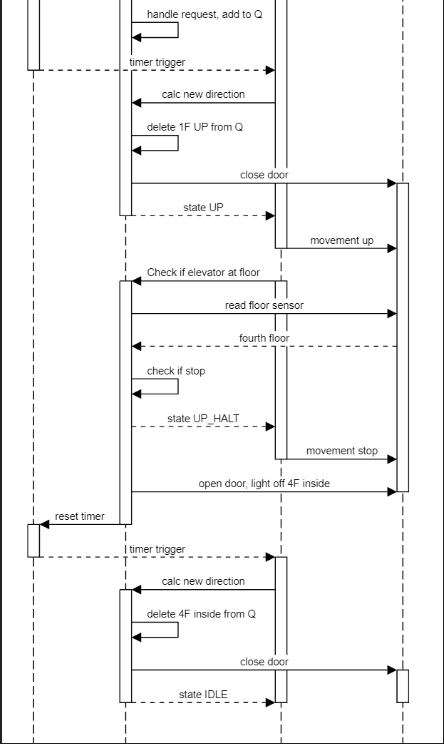 handle request, add to Q
timer trigger
calc new direction
delete 1F UP from Q
close door
state UP
movement up
Check if elevator at floor
read floor sensor
fourth floor
check if stop
state UP_HALT
movement stop
open door, light off 4F inside
reset timer
timer trigger
calc new direction
delete 4F inside from Q
close door
state IDLE